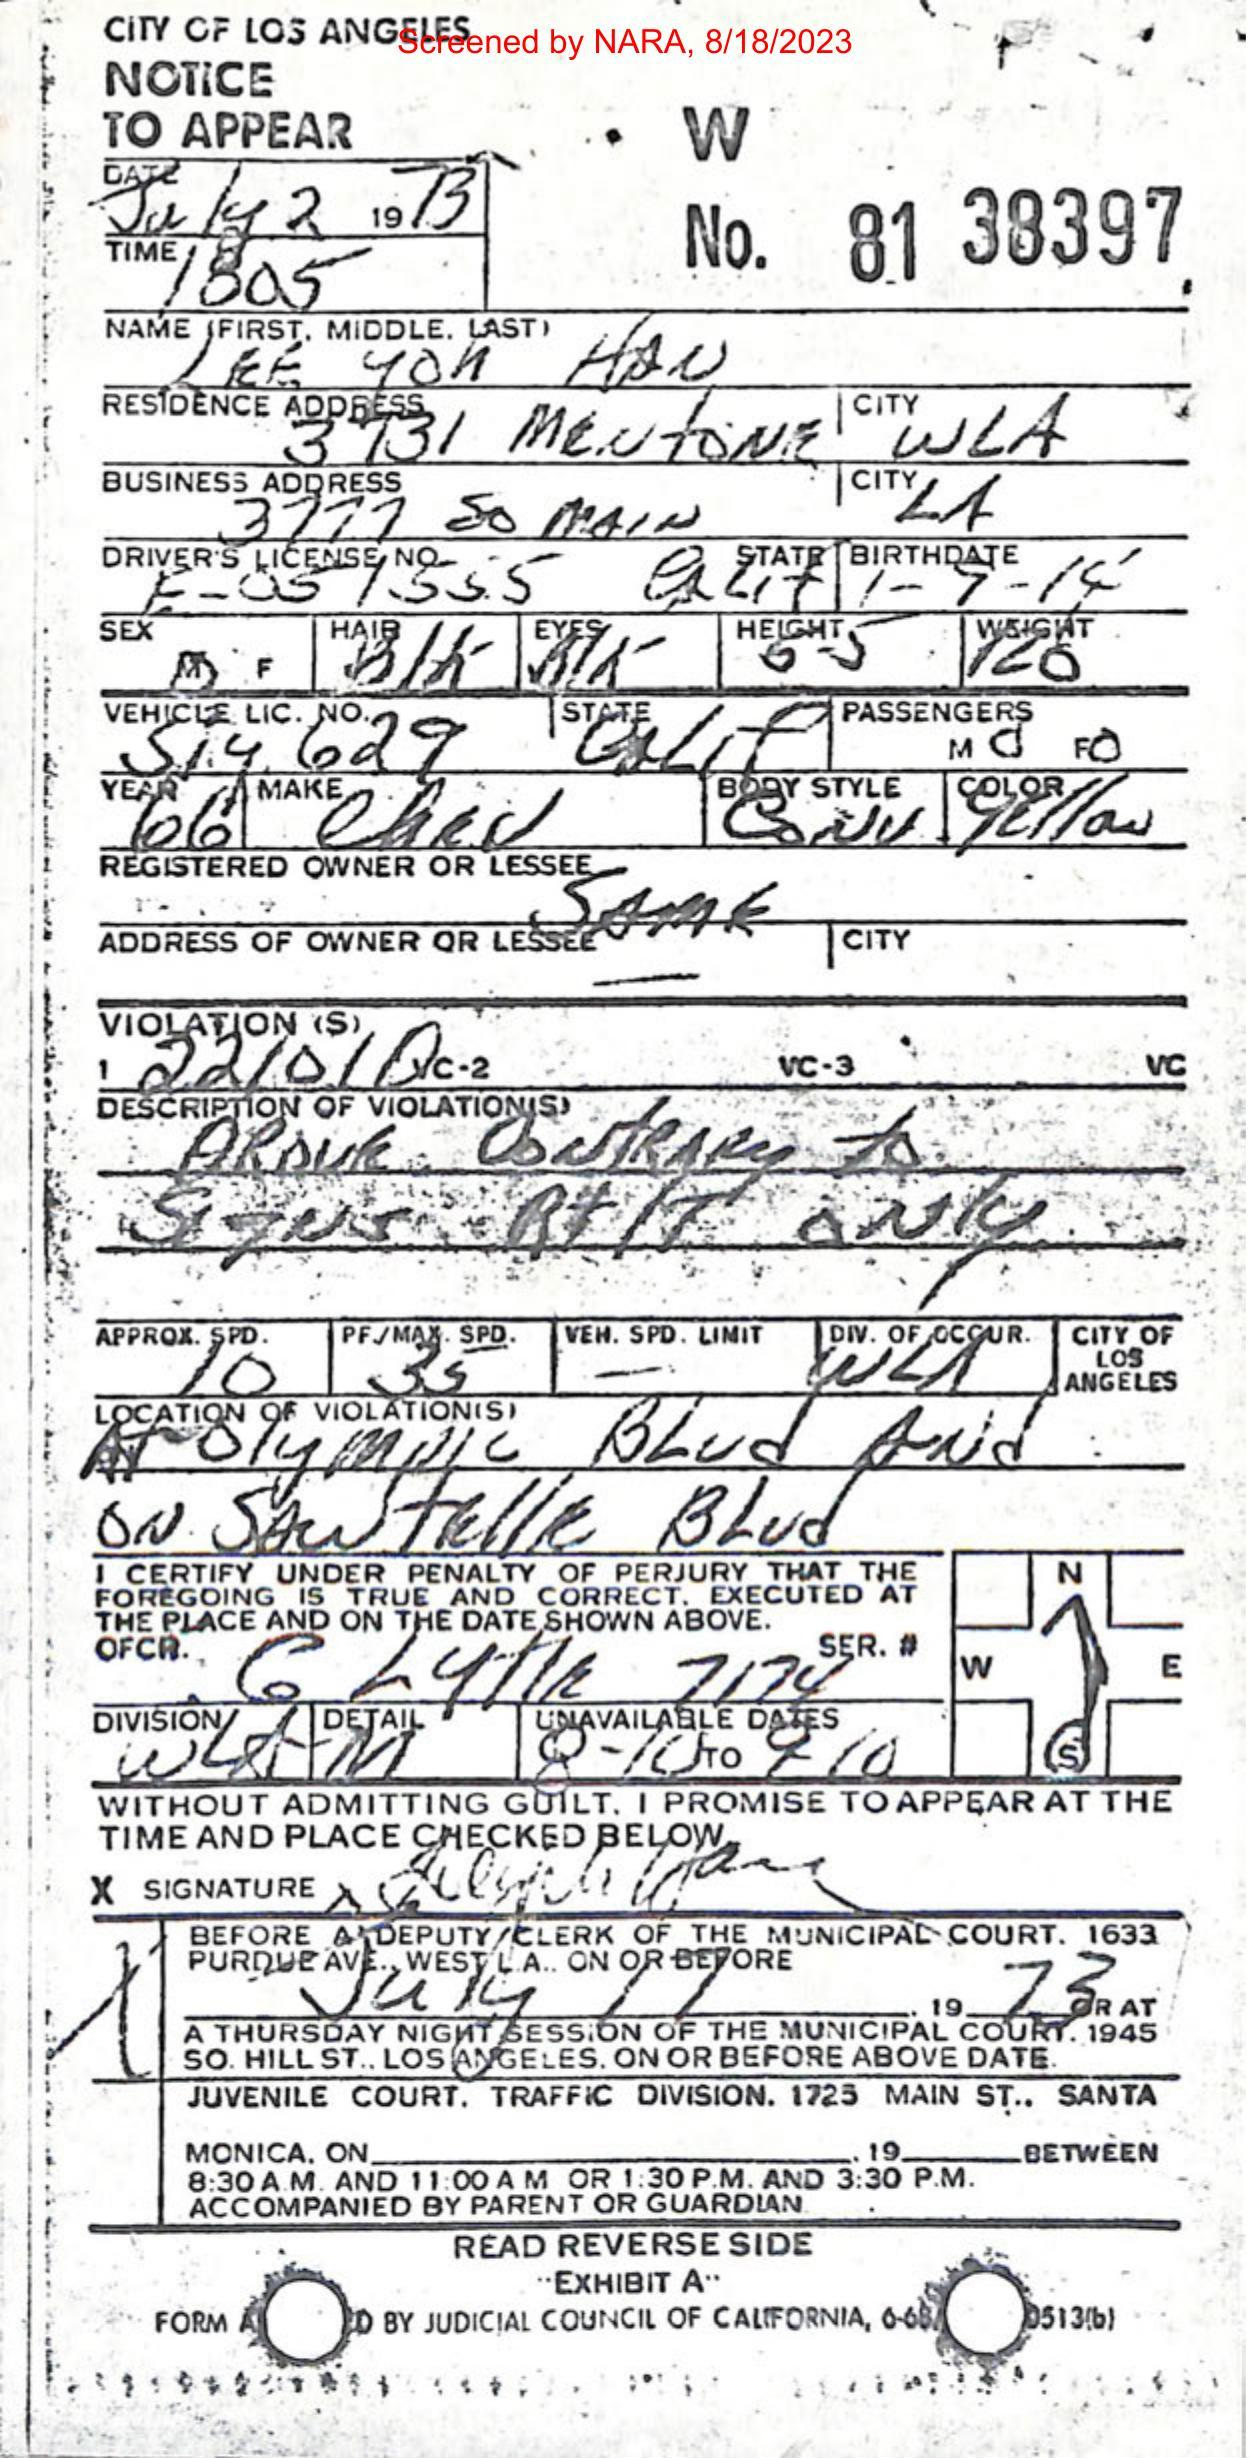 CITY OF LOS ANGELES
Screened by NARA, 8/18/2023
NOTICE
TO APPEAR
W
No. 81 38397
DATE
July 2 1973
TIME
1805
NAME (FIRST, MIDDLE, LAST)
LEE YON HAN
RESIDENCE ADDRESS CITY
3731 MENTONE WLA
BUSINESS ADDRESS CITY
3777 SO MAIN LA
DRIVER'S LICENSE NO. STATE BIRTHDATE
E-051555 CALIF 1-7-14
SEX HAIR EYES HEIGHT WEIGHT
M F Blk Blk 5-5 120
VEHICLE LIC. NO. STATE PASSENGERS
SIY 629 CALIF M 0 F 0
YEAR MAKE BODY STYLE COLOR
66 Chev Conv Yellow
REGISTERED OWNER OR LESSEE
SAME
ADDRESS OF OWNER OR LESSEE CITY
—
VIOLATION (S)
1 22101D VC-2 VC-3 VC
DESCRIPTION OF VIOLATION(S)
DROVE Contrary to
Signs Rt/T only
APPROX. SPD. PF./MAX. SPD. VEH. SPD. LIMIT DIV. OF OCCUR. CITY OF LOS ANGELES
10 35 — WLA
LOCATION OF VIOLATION(S)
At Olympic BLvd And
ON SAWTElle BLvd
I CERTIFY UNDER PENALTY OF PERJURY THAT THE
FOREGOING IS TRUE AND CORRECT. EXECUTED AT
THE PLACE AND ON THE DATE SHOWN ABOVE.
OFCR. G LYTlE 7174 SER. #
N
W E
S
DIVISION DETAIL UNAVAILABLE DATES
WLA M 8-10 TO 9-10
WITHOUT ADMITTING GUILT, I PROMISE TO APPEAR AT THE
TIME AND PLACE CHECKED BELOW.
X SIGNATURE X
X BEFORE A DEPUTY CLERK OF THE MUNICIPAL COURT. 1633
PURDUE AVE., WEST L.A., ON OR BEFORE
July 17 , 19 73 OR AT
A THURSDAY NIGHT SESSION OF THE MUNICIPAL COURT. 1945
SO. HILL ST., LOS ANGELES, ON OR BEFORE ABOVE DATE.
JUVENILE COURT, TRAFFIC DIVISION, 1725 MAIN ST., SANTA
MONICA, ON , 19 BETWEEN
8:30 A.M. AND 11:00 A M OR 1:30 P.M. AND 3:30 P.M.
ACCOMPANIED BY PARENT OR GUARDIAN.
READ REVERSE SIDE
"EXHIBIT A"
FORM A D BY JUDICIAL COUNCIL OF CALIFORNIA, 6-68 0513(b)